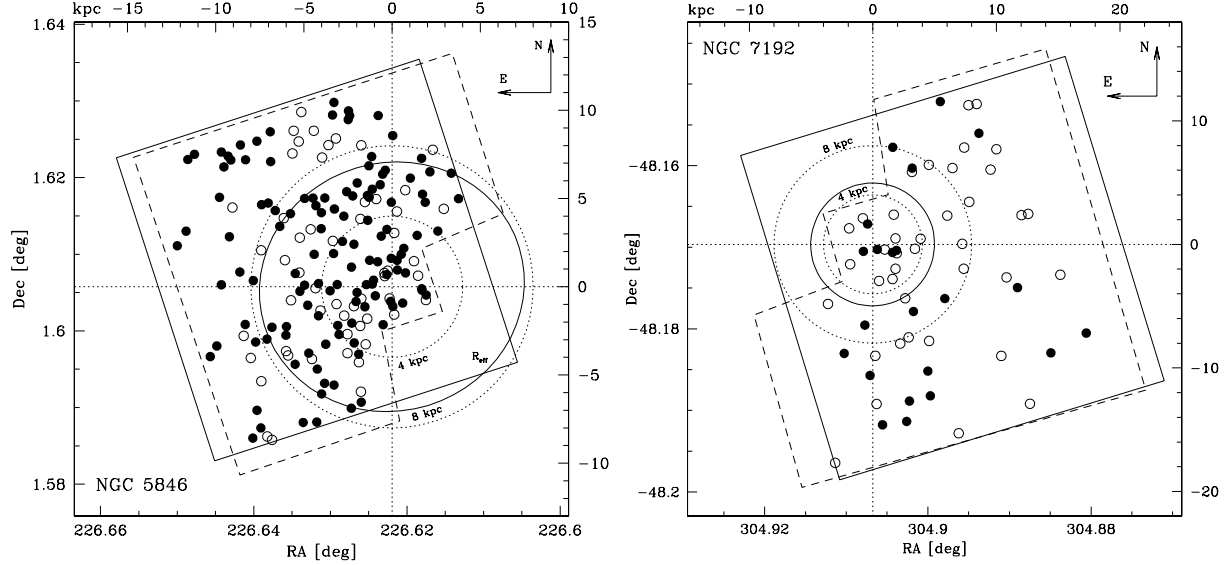 kpc -15 -10 -5 0 5 10
1.64
1.62
1.6
1.58
Dec [deg]
15
10
5
0
-5
-10
N
E
4 kpc
R_eff
8 kpc
NGC 5846
226.66 226.64 226.62 226.6
RA [deg]
kpc -10 0 10 20
NGC 7192
N
E
8 kpc
4 kpc
-48.16
-48.18
-48.2
Dec [deg]
10
0
-10
-20
304.92 304.9 304.88
RA [deg]